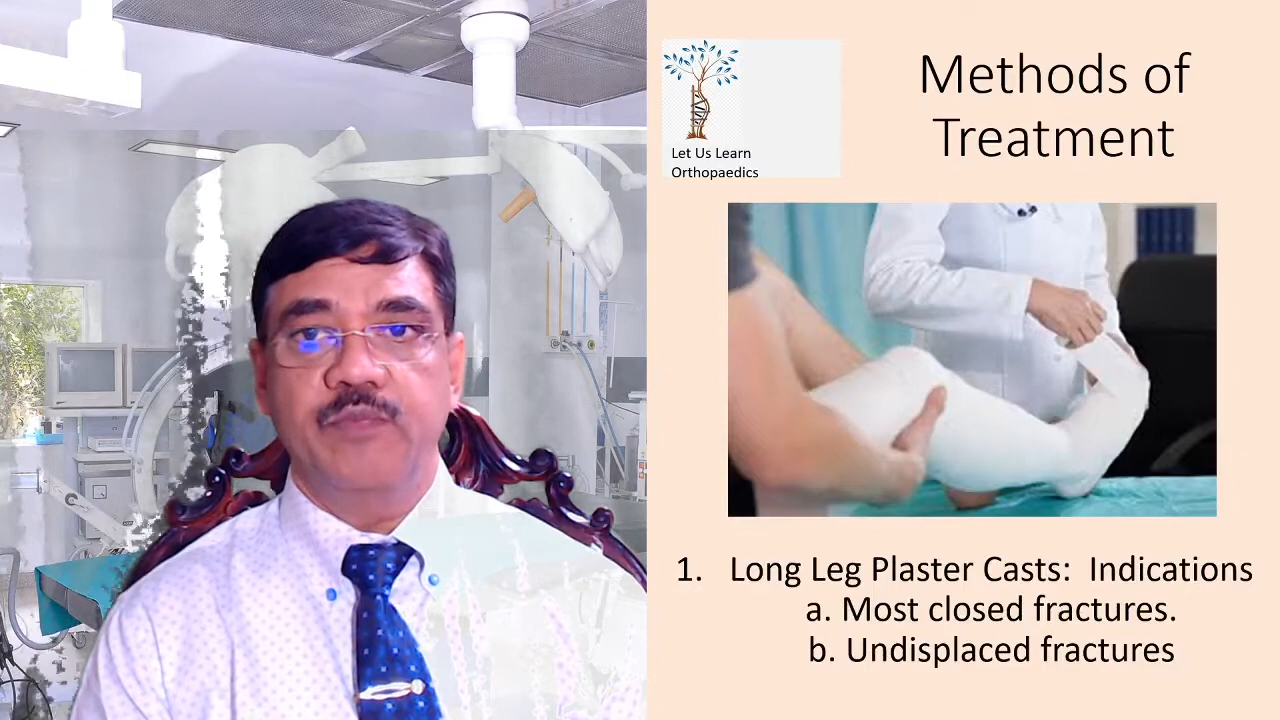 Let Us Learn
Orthopaedics
Methods of
Treatment
1. Long Leg Plaster Casts: Indications
a. Most closed fractures.
b. Undisplaced fractures